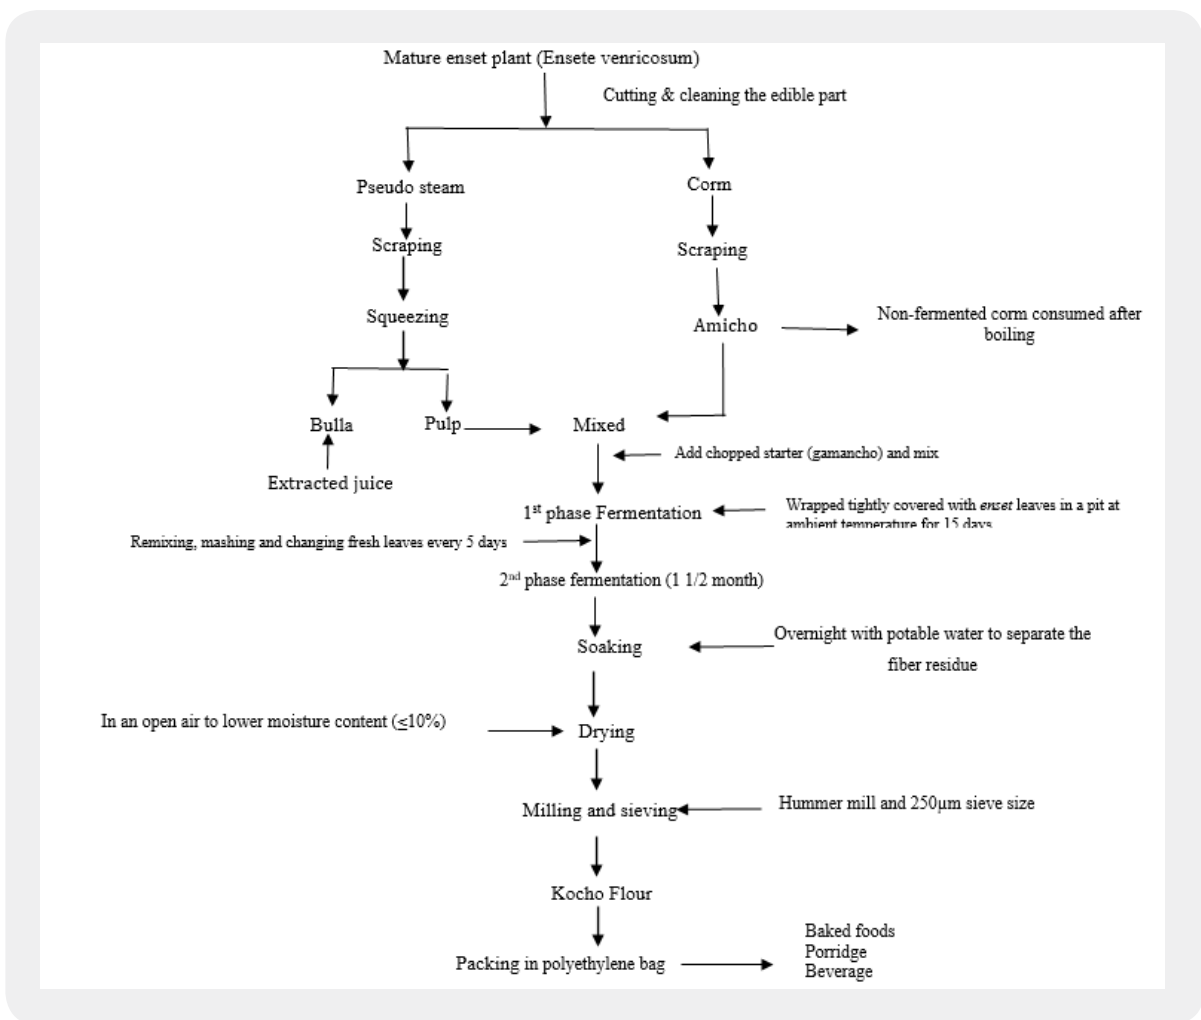 Mature enset plant (Ensete venricosum)
Cutting & cleaning the edible part
Pseudo steam
Corm
Scraping
Scraping
Squeezing
Amicho
Non-fermented corm consumed after
boiling
Bulla
Pulp
Mixed
Extracted juice
Add chopped starter (gamancho) and mix
1st phase Fermentation
Wrapped tightly covered with enset leaves in a pit at
ambient temperature for 15 days
Remixing, mashing and changing fresh leaves every 5 days
2nd phase fermentation (1 1/2 month)
Soaking
Overnight with potable water to separate the
fiber residue
In an open air to lower moisture content (≤10%)
Drying
Milling and sieving
Hummer mill and 250µm sieve size
Kocho Flour
Packing in polyethylene bag
Baked foods
Porridge
Beverage